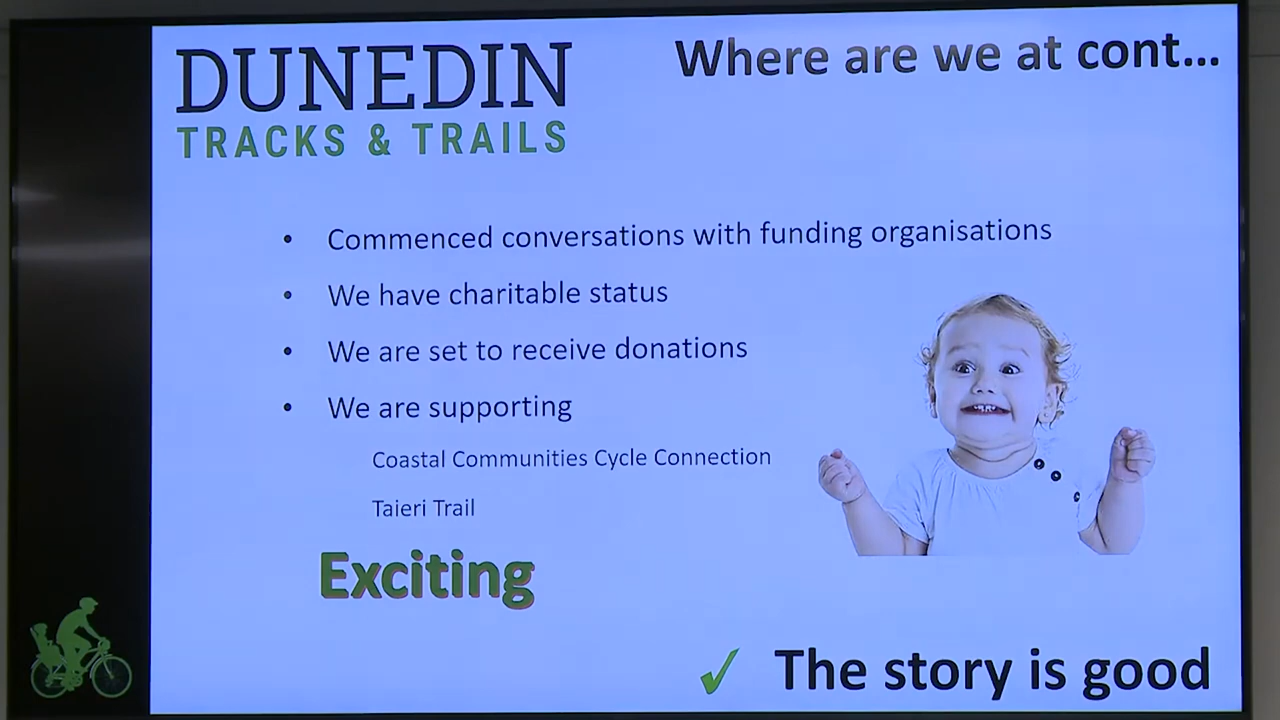 DUNEDIN
TRACKS & TRAILS
Where are we at cont...
• Commenced conversations with funding organisations
• We have charitable status
• We are set to receive donations
• We are supporting
Coastal Communities Cycle Connection
Taieri Trail
Exciting
✓ The story is good